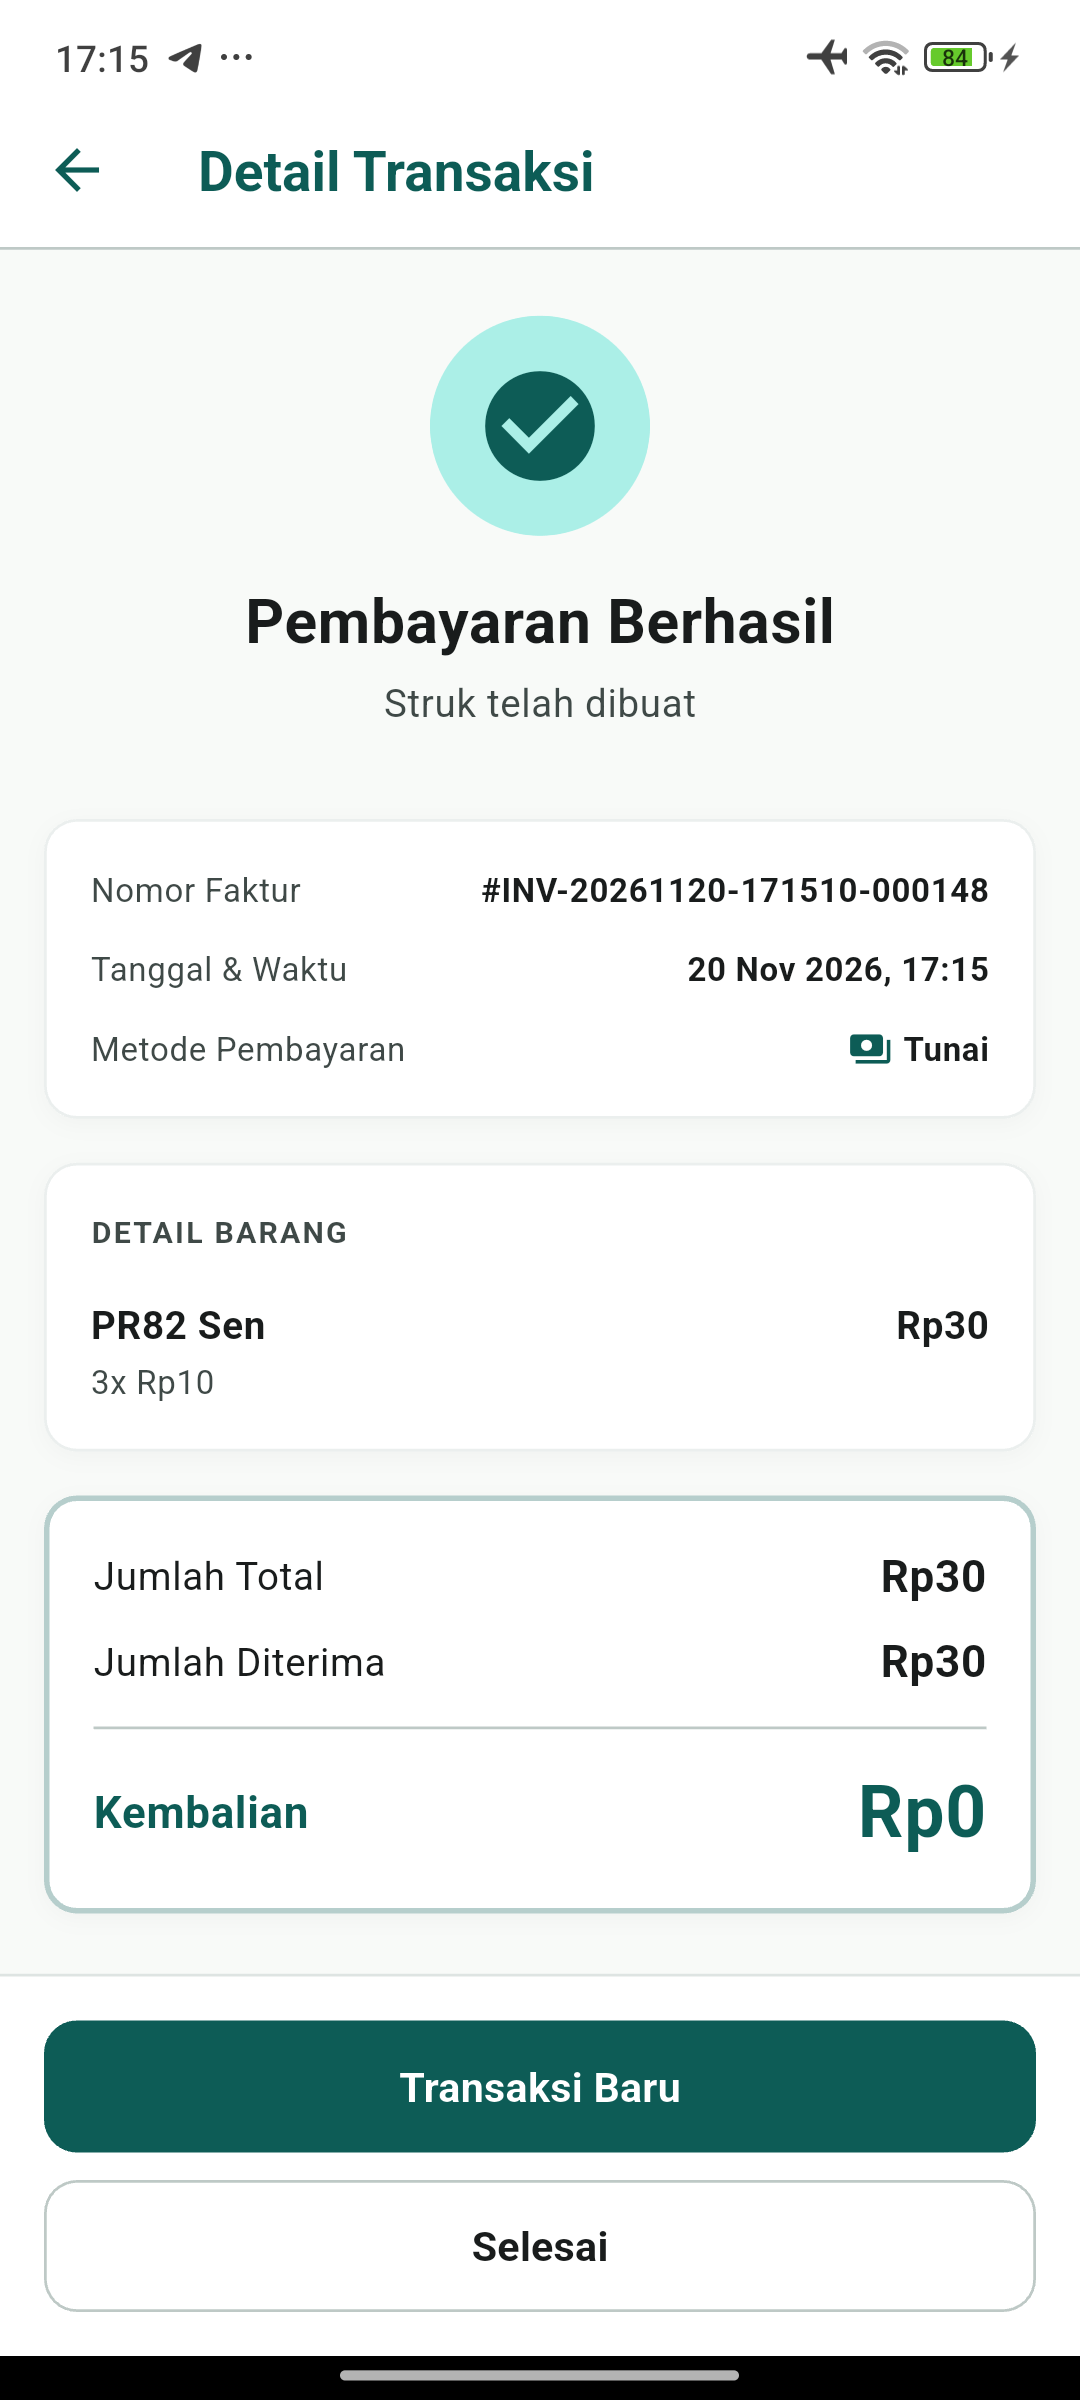 17:15
84
Detail Transaksi
Pembayaran Berhasil
Struk telah dibuat
Nomor Faktur #INV-20261120-171510-000148
Tanggal & Waktu 20 Nov 2026, 17:15
Metode Pembayaran Tunai
DETAIL BARANG
PR82 Sen Rp30
3x Rp10
Jumlah Total Rp30
Jumlah Diterima Rp30
Kembalian Rp0
Transaksi Baru
Selesai